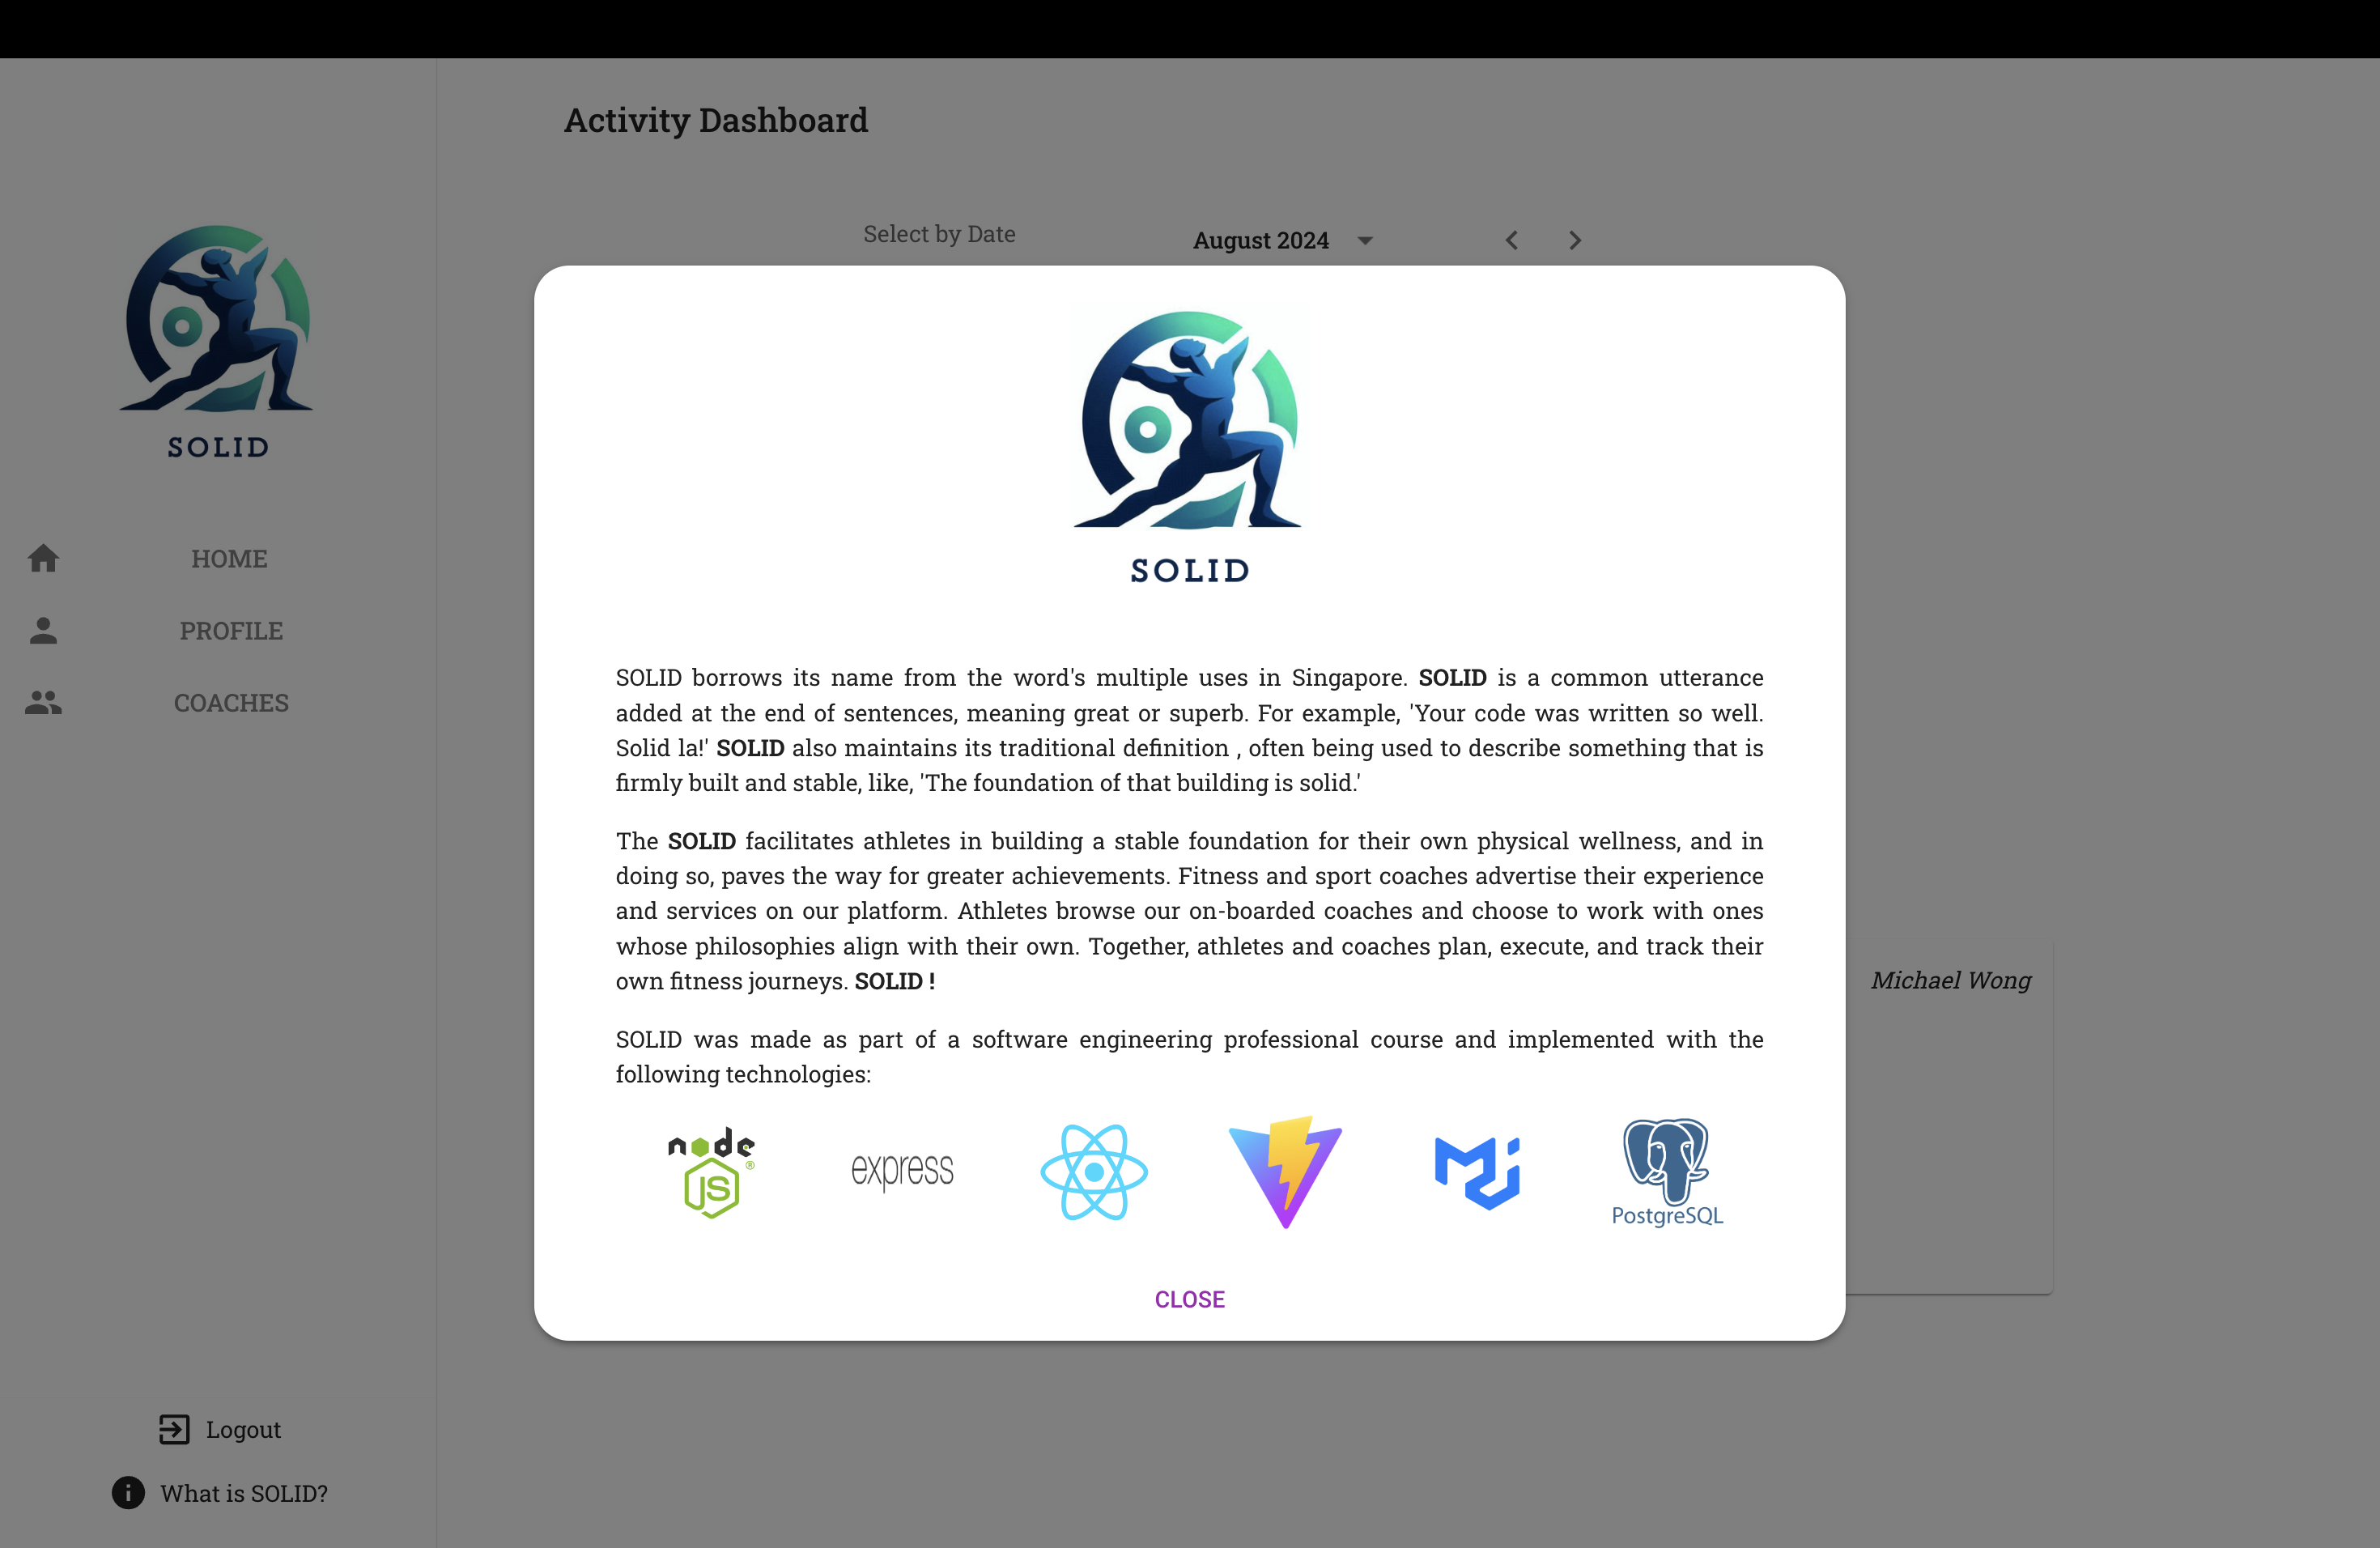 Activity Dashboard
Select by Date
August 2024
SOLID
HOME
PROFILE
COACHES
SOLID
SOLID borrows its name from the word's multiple uses in Singapore. SOLID is a common utterance
added at the end of sentences, meaning great or superb. For example, 'Your code was written so well.
Solid la!' SOLID also maintains its traditional definition , often being used to describe something that is
firmly built and stable, like, 'The foundation of that building is solid.'
The SOLID facilitates athletes in building a stable foundation for their own physical wellness, and in
doing so, paves the way for greater achievements. Fitness and sport coaches advertise their experience
and services on our platform. Athletes browse our on-boarded coaches and choose to work with ones
whose philosophies align with their own. Together, athletes and coaches plan, execute, and track their
own fitness journeys. SOLID !
Michael Wong
SOLID was made as part of a software engineering professional course and implemented with the
following technologies:
node
JS
®
express
PostgreSQL
CLOSE
Logout
What is SOLID?